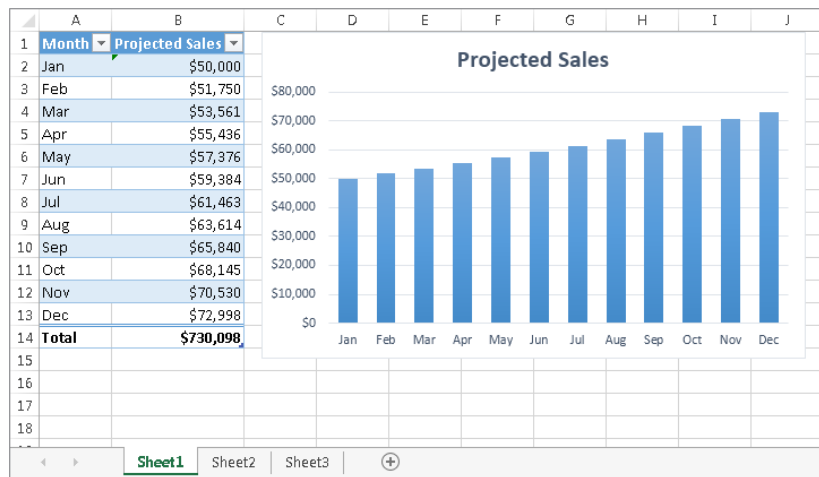 A B C D E F G H I J
1 Month Projected Sales
2 Jan $50,000
3 Feb $51,750
4 Mar $53,561
5 Apr $55,436
6 May $57,376
7 Jun $59,384
8 Jul $61,463
9 Aug $63,614
10 Sep $65,840
11 Oct $68,145
12 Nov $70,530
13 Dec $72,998
14 Total $730,098
15
16
17
18
Projected Sales
$80,000
$70,000
$60,000
$50,000
$40,000
$30,000
$20,000
$10,000
$0
Jan Feb Mar Apr May Jun Jul Aug Sep Oct Nov Dec
Sheet1 Sheet2 Sheet3